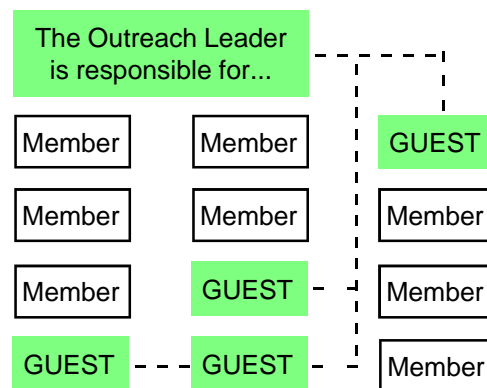 The Outreach Leader
is responsible for...
Member Member GUEST
Member Member Member
Member GUEST Member
GUEST GUEST Member